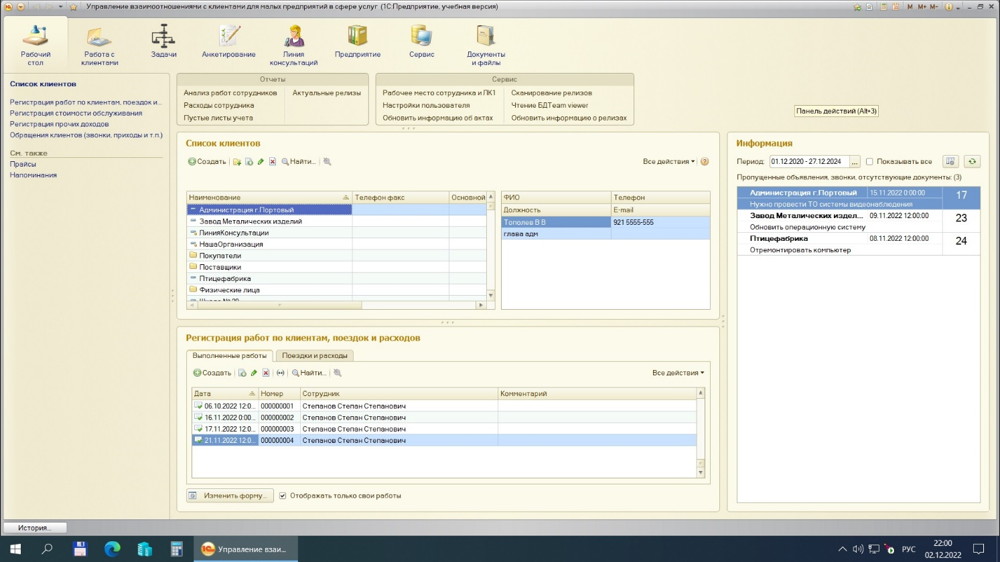 Управление взаимоотношениями с клиентами для малых предприятий в сфере услуг (1С:Предприятие, учебная версия)
M M+ M-
Рабочий стол
Работа с клиентами
Задачи
Анкетирование
Линия консультаций
Предприятие
Сервис
Документы и файлы
Список клиентов
Регистрация работ по клиентам, поездок и...
Регистрация стоимости обслуживания
Регистрация прочих доходов
Обращения клиентов (звонки, приходы и т.п.)
См. также
Прайсы
Напоминания
Отчеты
Анализ работ сотрудников
Актуальные релизы
Расходы сотрудника
Пустые листы учета
Сервис
Рабочее место сотрудника и ПК1
Сканирование релизов
Настройки пользователя
Чтение БДTeam viewer
Обновить информацию об актах
Обновить информацию о релизах
Панель действий (Alt+3)
Список клиентов
Создать
Найти...
Все действия
Наименование
Телефон факс
Основной
Администрация г.Портовый
Завод Металических изделий
ЛинияКонсультации
НашаОрганизация
Покупатели
Поставщики
Птицефабрика
Физические лица
ФИО
Телефон
Должность
E-mail
Тополев В В
921 5555-555
глава адм
Информация
Период: 01.12.2020 - 27.12.2024 ... Показывать все
Пропущенные объявления, звонки, отсутствующие документы: (3)
Администрация г.Портовый 15.11.2022 0:00:00 17
Нужно провести ТО системы видеонаблюдения
Завод Металических издел... 09.11.2022 12:00:00 23
Обновить операционную систему
Птицефабрика 08.11.2022 12:00:00 24
Отремонтировать компьютер
Регистрация работ по клиентам, поездок и расходов
Выполненные работы
Поездки и расходы
Создать
Найти...
Все действия
Дата Номер Сотрудник Комментарий
06.10.2022 12:0... 000000001 Степанов Степан Степанович
16.11.2022 0:00... 000000002 Степанов Степан Степанович
17.11.2022 12:0... 000000003 Степанов Степан Степанович
21.11.2022 12:0... 000000004 Степанов Степан Степанович
Изменить форму...
Отображать только свои работы
История...
Управление взаи...
РУС
22:00
02.12.2022